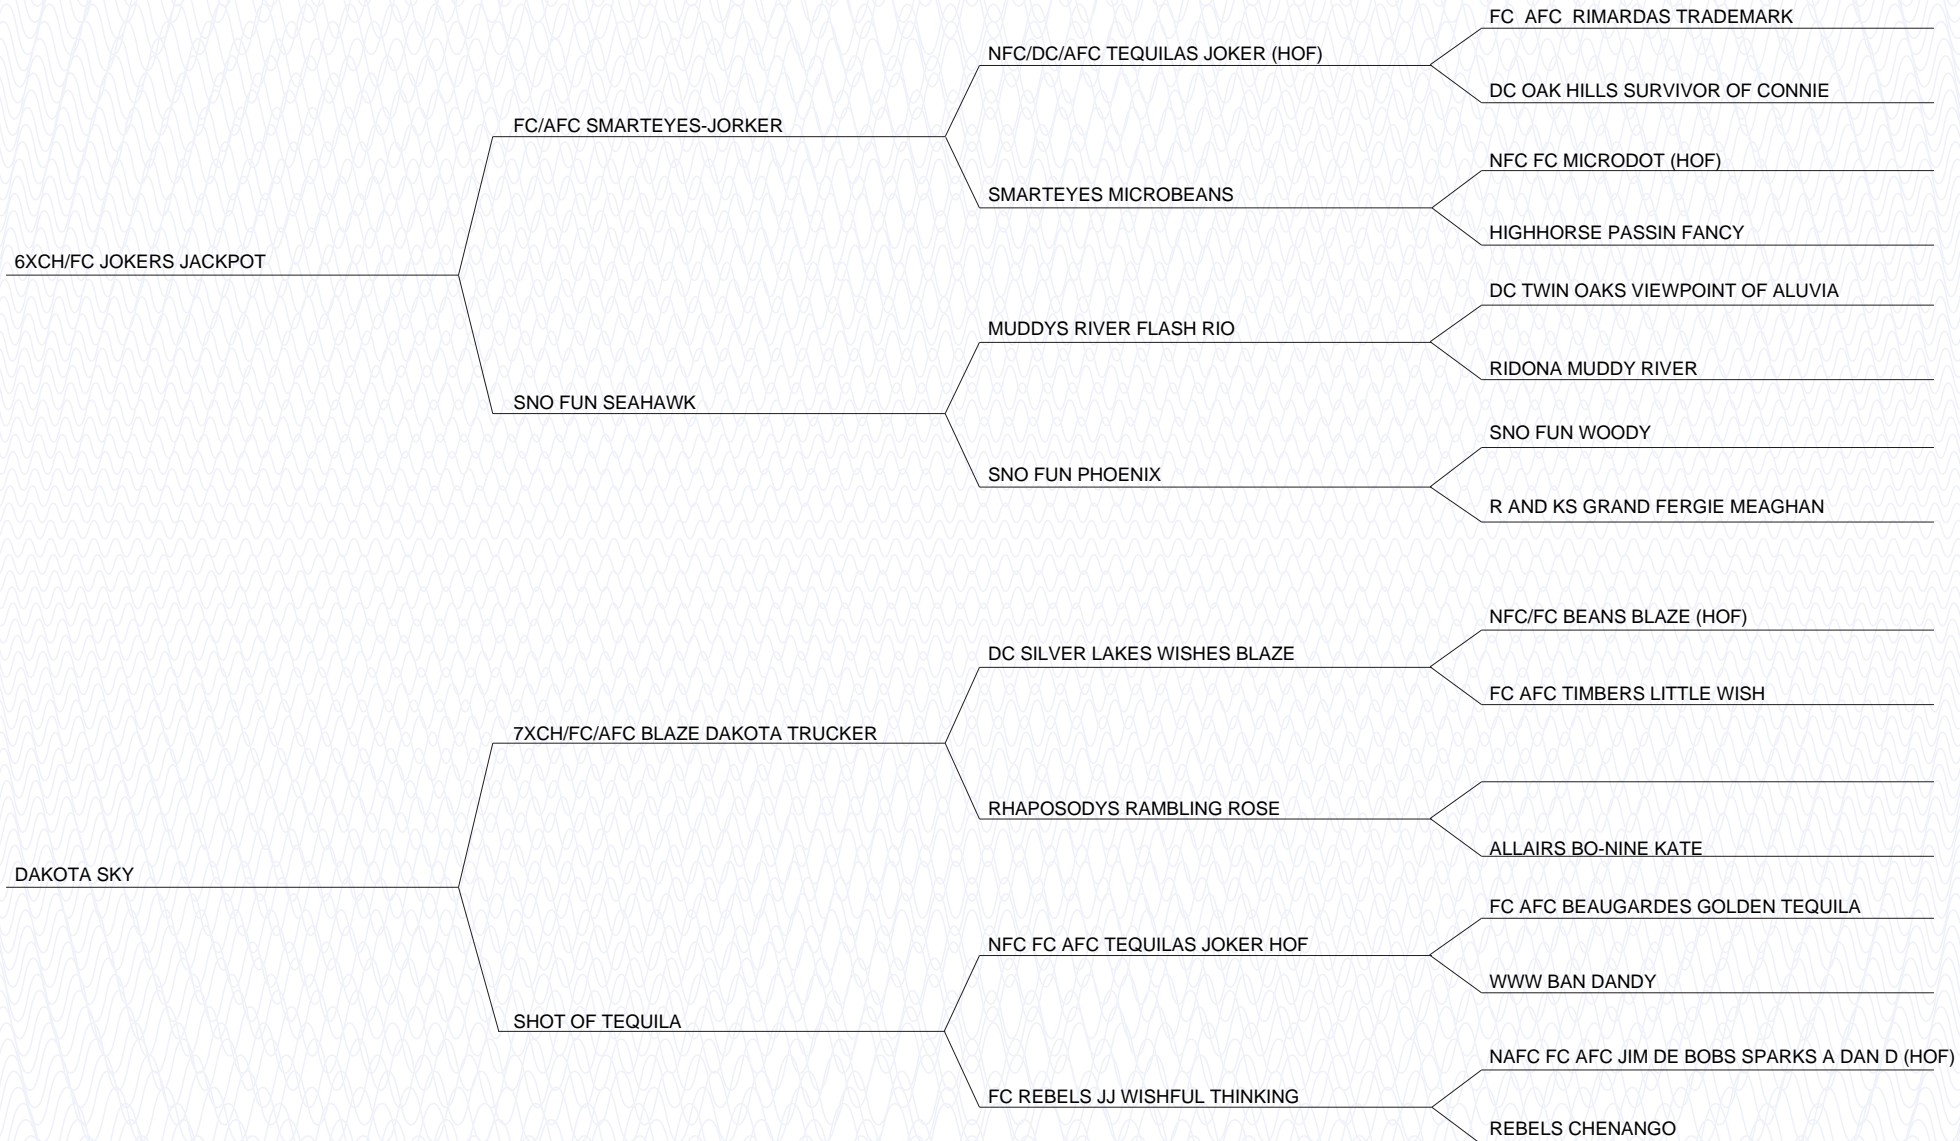 FC  AFC  RIMARDAS TRADEMARK
NFC/DC/AFC TEQUILAS JOKER (HOF)
DC OAK HILLS SURVIVOR OF CONNIE
FC/AFC SMARTEYES-JORKER
NFC FC MICRODOT (HOF)
SMARTEYES MICROBEANS
HIGHHORSE PASSIN FANCY
6XCH/FC JOKERS JACKPOT
DC TWIN OAKS VIEWPOINT OF ALUVIA
MUDDYS RIVER FLASH RIO
RIDONA MUDDY RIVER
SNO FUN SEAHAWK
SNO FUN WOODY
SNO FUN PHOENIX
R AND KS GRAND FERGIE MEAGHAN
NFC/FC BEANS BLAZE (HOF)
DC SILVER LAKES WISHES BLAZE
FC AFC TIMBERS LITTLE WISH
7XCH/FC/AFC BLAZE DAKOTA TRUCKER
RHAPOSODYS RAMBLING ROSE
ALLAIRS BO-NINE KATE
DAKOTA SKY
FC AFC BEAUGARDES GOLDEN TEQUILA
NFC FC AFC TEQUILAS JOKER HOF
WWW BAN DANDY
SHOT OF TEQUILA
NAFC FC AFC JIM DE BOBS SPARKS A DAN D (HOF)
FC REBELS JJ WISHFUL THINKING
REBELS CHENANGO